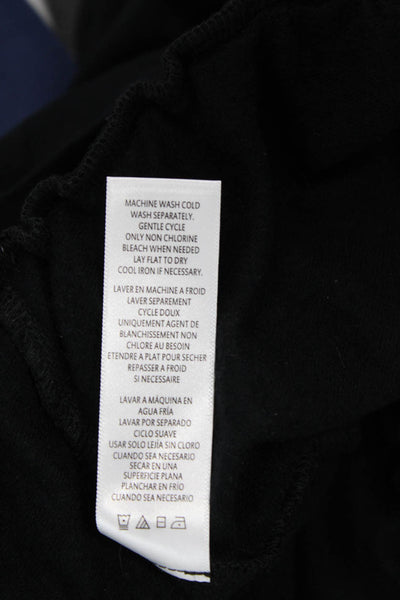 MACHINE WASH COLD
WASH SEPARATELY.
GENTLE CYCLE
ONLY NON CHLORINE
BLEACH WHEN NEEDED
LAY FLAT TO DRY
COOL IRON IF NECESSARY.
LAVER EN MACHINE A FROID
LAVER SEPAREMENT
CYCLE DOUX
UNIQUEMENT AGENT DE
BLANCHISSEMENT NON
CHLORE AU BESOIN
ETENDRE A PLAT POUR SECHER
REPASSER A FROID
SI NECESSAIRE
LAVAR A MÁQUINA EN
AGUA FRÍA
LAVAR POR SEPARADO
CICLO SUAVE
USAR SOLO LEJÍA SIN CLORO
CUANDO SEA NECESARIO
SECAR EN UNA
SUPERFICIE PLANA
PLANCHAR EN FRÍO
CUANDO SEA NECESARIO